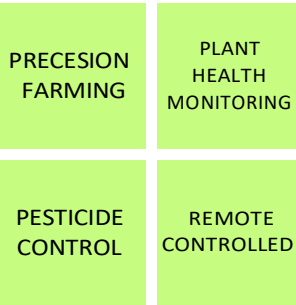 PRECESION
FARMING
PLANT
HEALTH
MONITORING
PESTICIDE
CONTROL
REMOTE
CONTROLLED